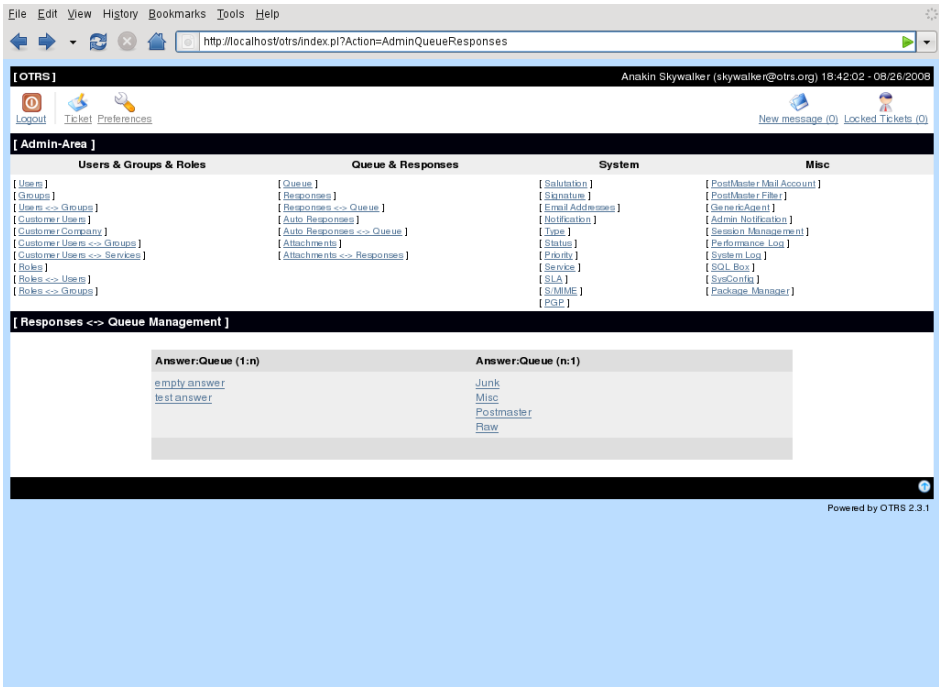 File Edit View History Bookmarks Tools Help
http://localhost/otrs/index.pl?Action=AdminQueueResponses
[ OTRS ] Anakin Skywalker (skywalker@otrs.org) 18:42:02 - 08/26/2008
Logout Ticket Preferences New message (0) Locked Tickets (0)
[ Admin-Area ]
Users & Groups & Roles Queue & Responses System Misc
[ Users ] [ Queue ] [ Salutation ] [ PostMaster Mail Account ]
[ Groups ] [ Responses ] [ Signature ] [ PostMaster Filter ]
[ Users <-> Groups ] [ Responses <-> Queue ] [ Email Addresses ] [ GenericAgent ]
[ Customer Users ] [ Auto Responses ] [ Notification ] [ Admin Notification ]
[ Customer Company ] [ Auto Responses <-> Queue ] [ Type ] [ Session Management ]
[ Customer Users <-> Groups ] [ Attachments ] [ Status ] [ Performance Log ]
[ Customer Users <-> Services ] [ Attachments <-> Responses ] [ Priority ] [ System Log ]
[ Roles ] [ Service ] [ SQL Box ]
[ Roles <-> Users ] [ SLA ] [ SysConfig ]
[ Roles <-> Groups ] [ S/MIME ] [ Package Manager ]
[ PGP ]
[ Responses <-> Queue Management ]
Answer:Queue (1:n) Answer:Queue (n:1)
empty answer Junk
test answer Misc
Postmaster
Raw
Powered by OTRS 2.3.1